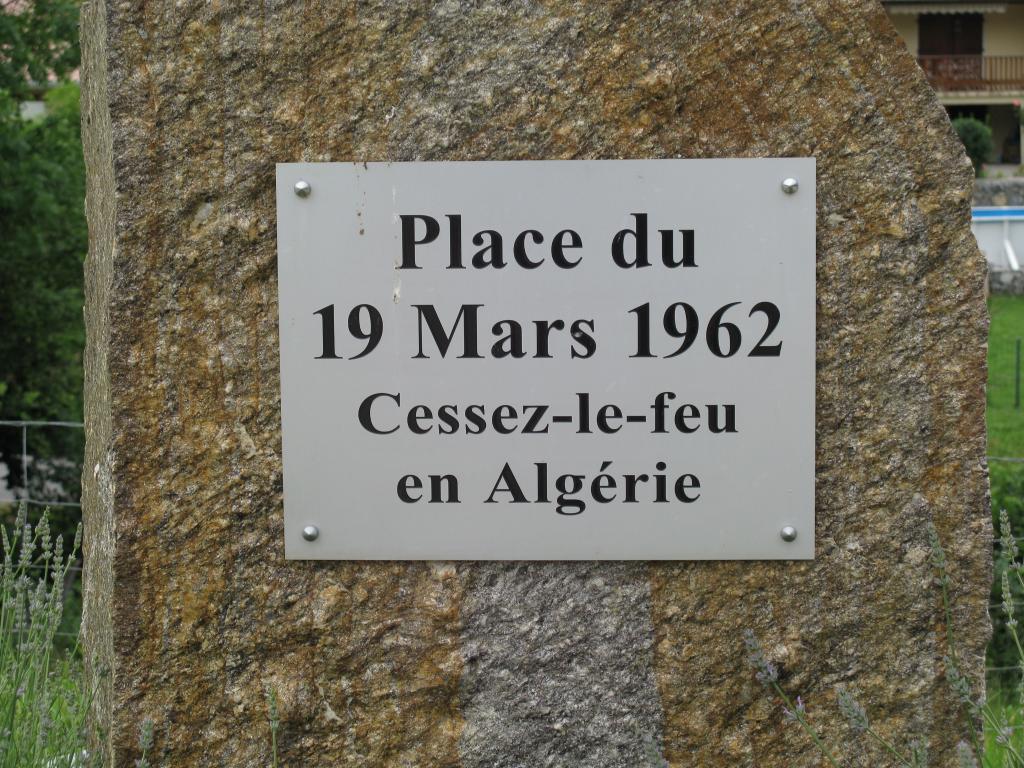 Place du
19 Mars 1962
Cessez-le-feu
en Algérie